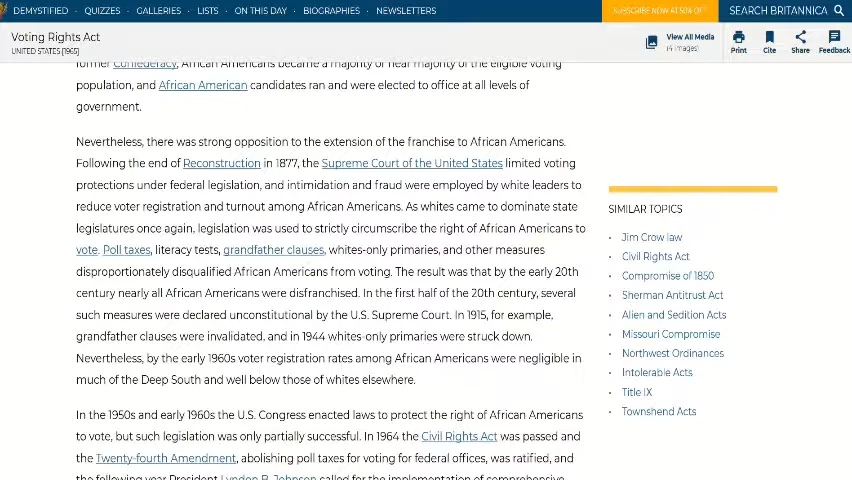 DEMYSTIFIED • QUIZZES • GALLERIES • LISTS • ON THIS DAY • BIOGRAPHIES • NEWSLETTERS
SUBSCRIBE NOW AT 50% OFF!
SEARCH BRITANNICA
Voting Rights Act
UNITED STATES [1965]
View All Media
(4 images)
Print
Cite
Share
Feedback
former Confederacy, African Americans became a majority or near majority of the eligible voting
population, and African American candidates ran and were elected to office at all levels of
government.
Nevertheless, there was strong opposition to the extension of the franchise to African Americans.
Following the end of Reconstruction in 1877, the Supreme Court of the United States limited voting
protections under federal legislation, and intimidation and fraud were employed by white leaders to
reduce voter registration and turnout among African Americans. As whites came to dominate state
legislatures once again, legislation was used to strictly circumscribe the right of African Americans to
vote. Poll taxes, literacy tests, grandfather clauses, whites-only primaries, and other measures
disproportionately disqualified African Americans from voting. The result was that by the early 20th
century nearly all African Americans were disfranchised. In the first half of the 20th century, several
such measures were declared unconstitutional by the U.S. Supreme Court. In 1915, for example,
grandfather clauses were invalidated, and in 1944 whites-only primaries were struck down.
Nevertheless, by the early 1960s voter registration rates among African Americans were negligible in
much of the Deep South and well below those of whites elsewhere.
In the 1950s and early 1960s the U.S. Congress enacted laws to protect the right of African Americans
to vote, but such legislation was only partially successful. In 1964 the Civil Rights Act was passed and
the Twenty-fourth Amendment, abolishing poll taxes for voting for federal offices, was ratified, and
the following year President Lyndon B. Johnson called for the implementation of comprehensive
SIMILAR TOPICS
• Jim Crow law
• Civil Rights Act
• Compromise of 1850
• Sherman Antitrust Act
• Alien and Sedition Acts
• Missouri Compromise
• Northwest Ordinances
• Intolerable Acts
• Title IX
• Townshend Acts